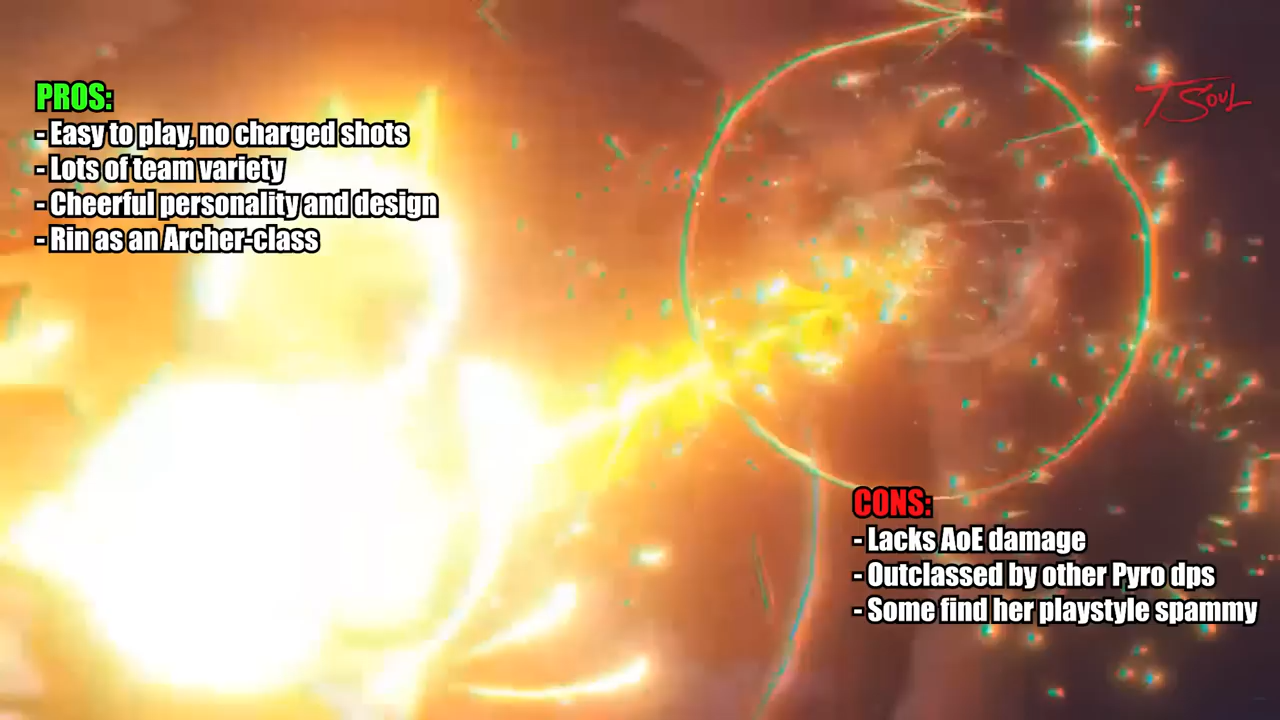 PROS:
- Easy to play, no charged shots
- Lots of team variety
- Cheerful personality and design
- Rin as an Archer-class
T SOUL
CONS:
- Lacks AoE damage
- Outclassed by other Pyro dps
- Some find her playstyle spammy